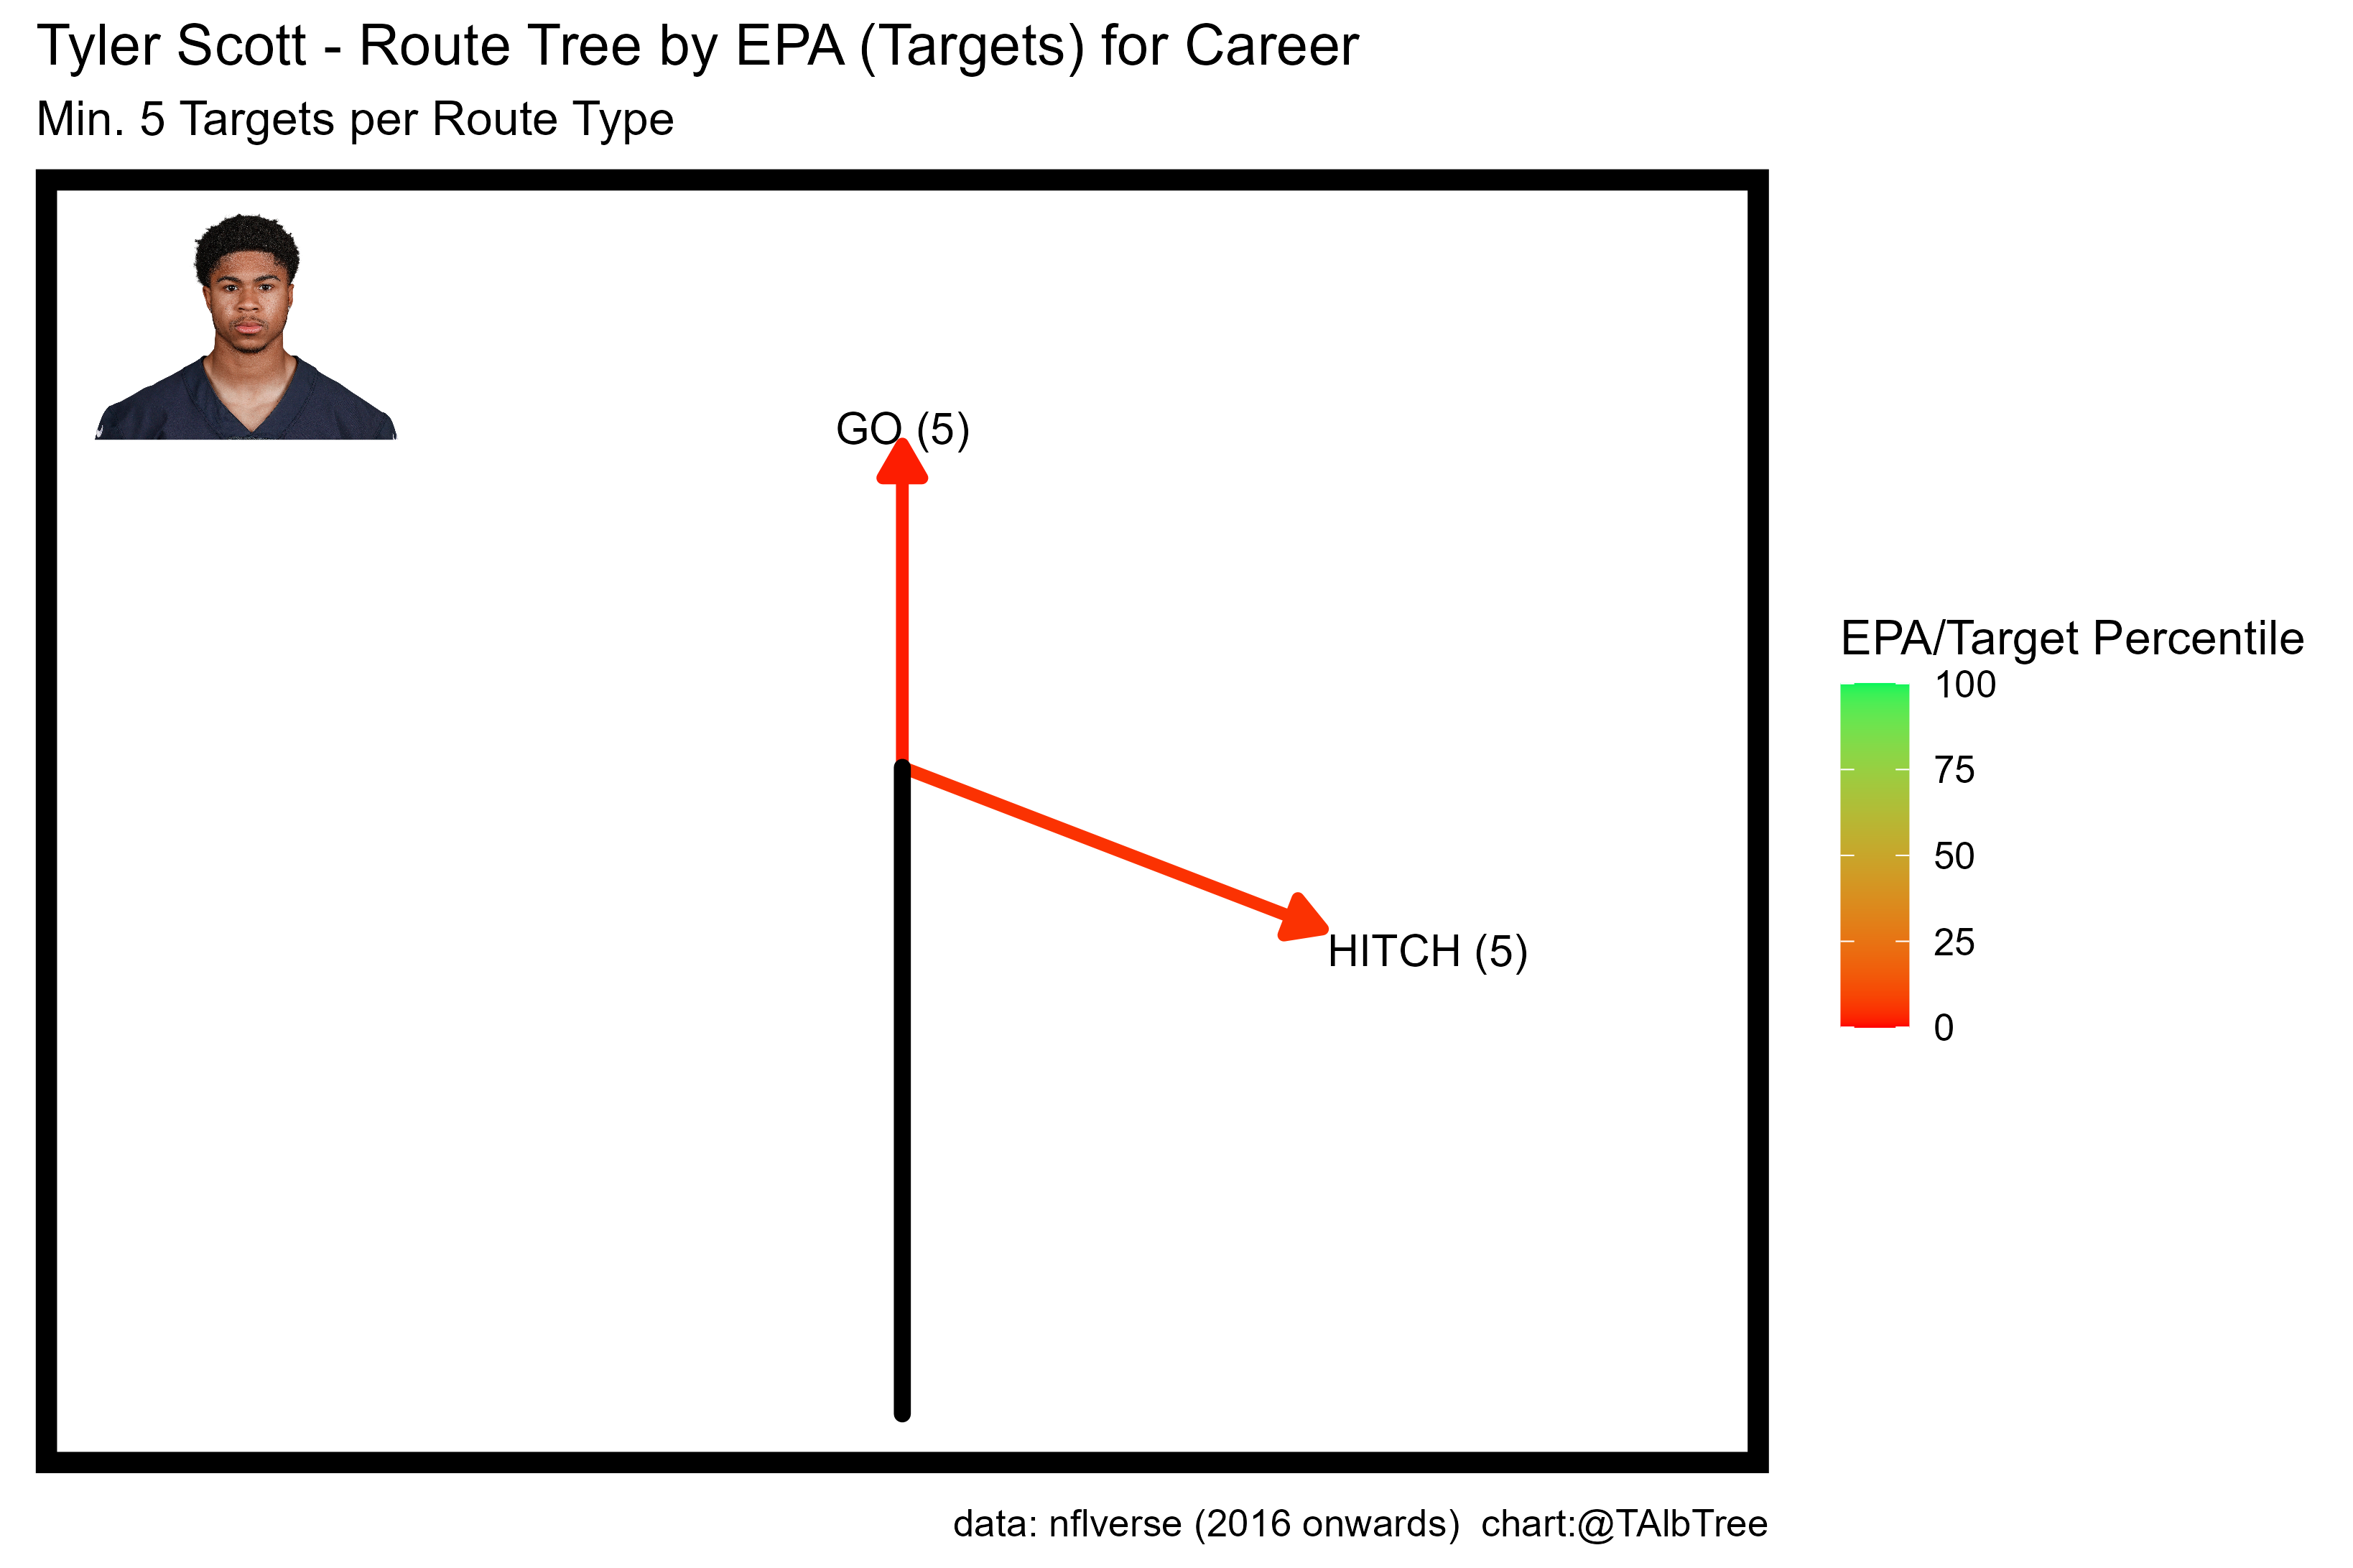 Tyler Scott - Route Tree by EPA (Targets) for Career
Min. 5 Targets per Route Type
GO (5)
HITCH (5)
EPA/Target Percentile
100
75
50
25
0
data: nflverse (2016 onwards)  chart:@TAlbTree